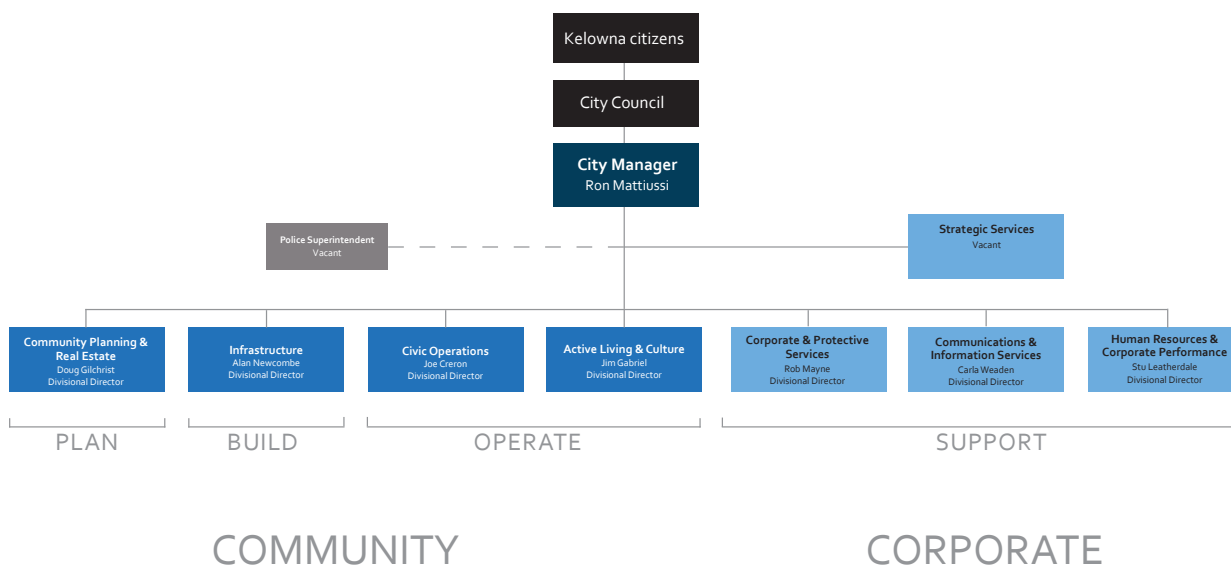 Kelowna citizens
City Council
City Manager
Ron Mattiussi
Police Superintendent
Vacant
Strategic Services
Vacant
Community Planning &
Real Estate
Doug Gilchrist
Divisional Director
Infrastructure
Alan Newcombe
Divisional Director
Civic Operations
Joe Creron
Divisional Director
Active Living & Culture
Jim Gabriel
Divisional Director
Corporate & Protective
Services
Rob Mayne
Divisional Director
Communications &
Information Services
Carla Weaden
Divisional Director
Human Resources &
Corporate Performance
Stu Leatherdale
Divisional Director
PLAN
BUILD
OPERATE
SUPPORT
COMMUNITY
CORPORATE